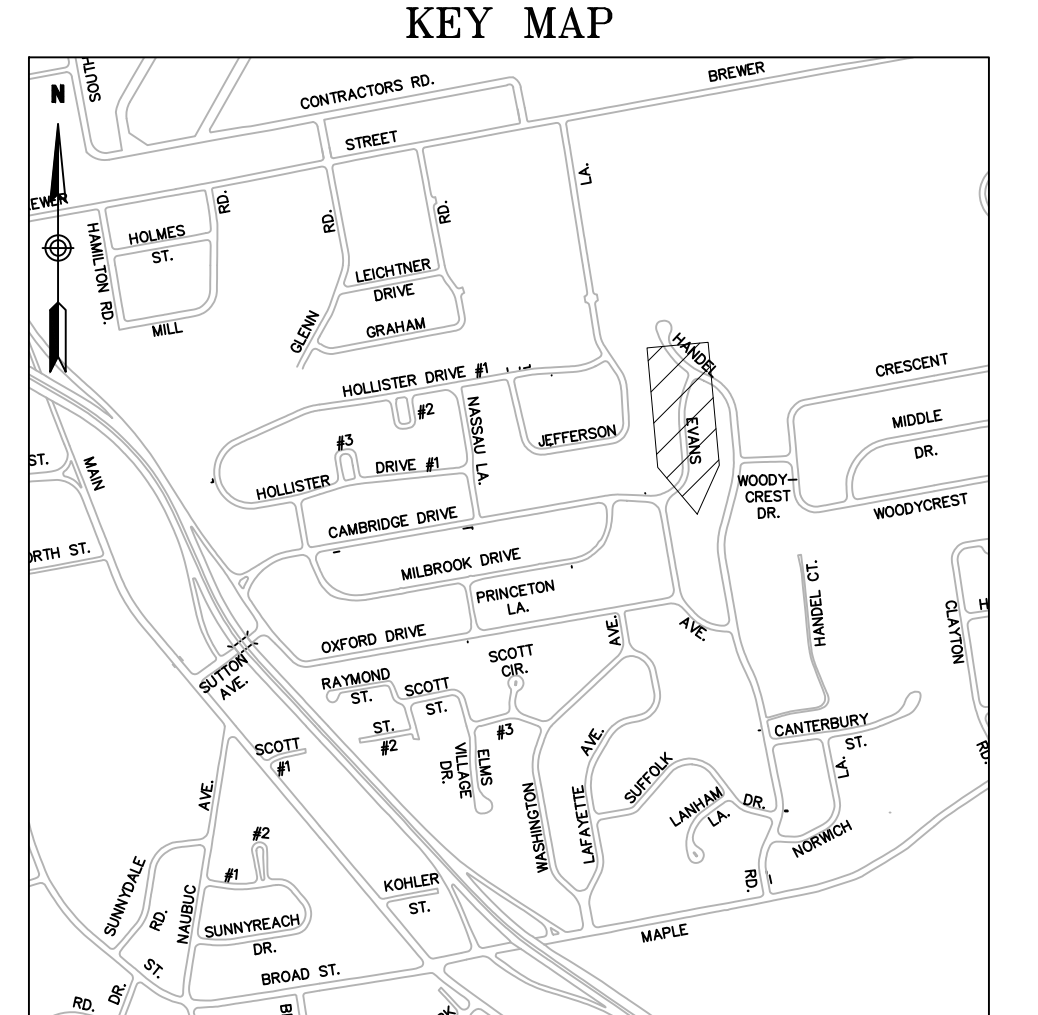 KEY MAP
SOUTH
N
CONTRACTORS RD.
BREWER
STREET
LA.
EWER
RD.
RD.
RD.
HAMILTON RD.
HOLMES
ST.
LEICHTNER
DRIVE
MILL
GLENN
GRAHAM
HANDEL
CRESCENT
HOLLISTER DRIVE #1
#2
NASSAU LA.
JEFFERSON
EVANS
MIDDLE
DR.
#3
ST.
MAIN
DRIVE #1
HOLLISTER
WOODY-
CREST
DR.
WOODYCREST
CAMBRIDGE DRIVE
ORTH ST.
MILBROOK DRIVE
PRINCETON
LA.
HANDEL CT.
CLAYTON
H
OXFORD DRIVE
AVE.
AVE.
SUTTON
AVE.
RAYMOND
ST.
SCOTT
CIR.
SCOTT
ST.
ST.
#2
#3
CANTERBURY
ST.
RD.
SCOTT
#1
VILLAGE
DR.
ELMS
AVE.
SUFFOLK
LA.
AVE.
WASHINGTON
LAFAYETTE
LANHAM
LA.
DR.
NORWICH
#2
#1
SUNNYDALE
RD.
NAUBUC
KOHLER
ST.
RD.
SUNNYREACH
DR.
MAPLE
ST.
BROAD ST.
RD.
DR.